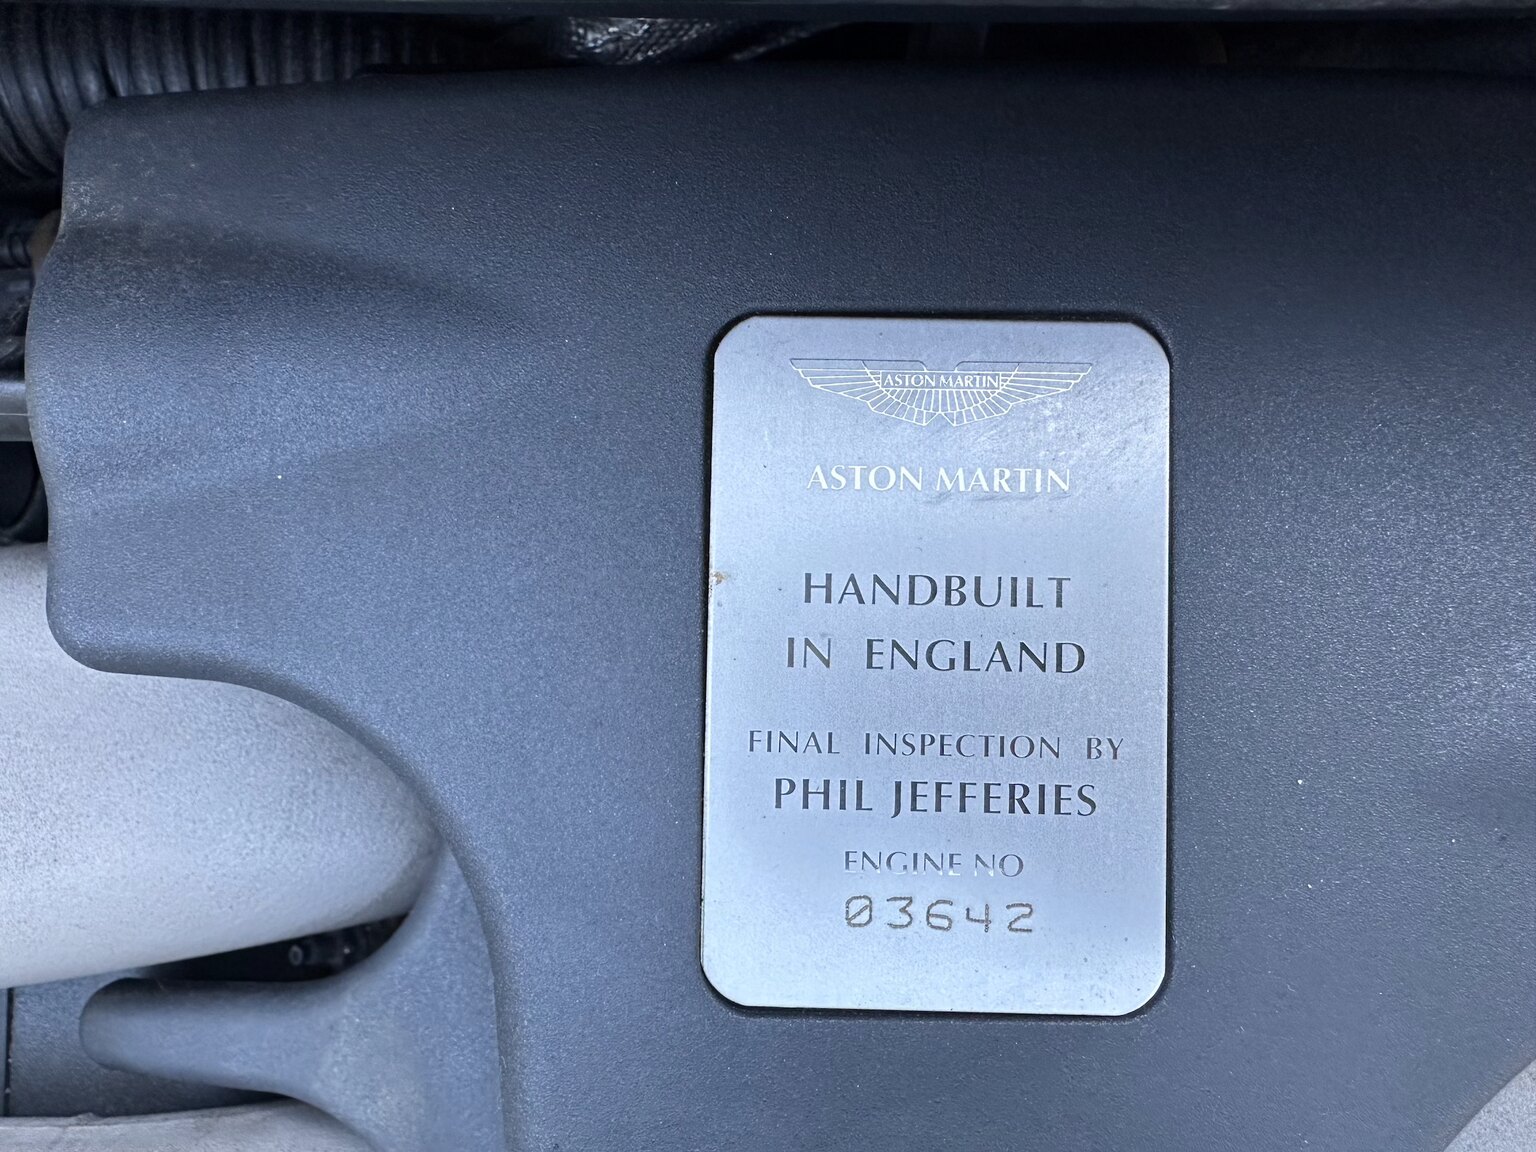 ASTON MARTIN
ASTON MARTIN
HANDBUILT
IN ENGLAND
FINAL INSPECTION BY
PHIL JEFFERIES
ENGINE NO
03642